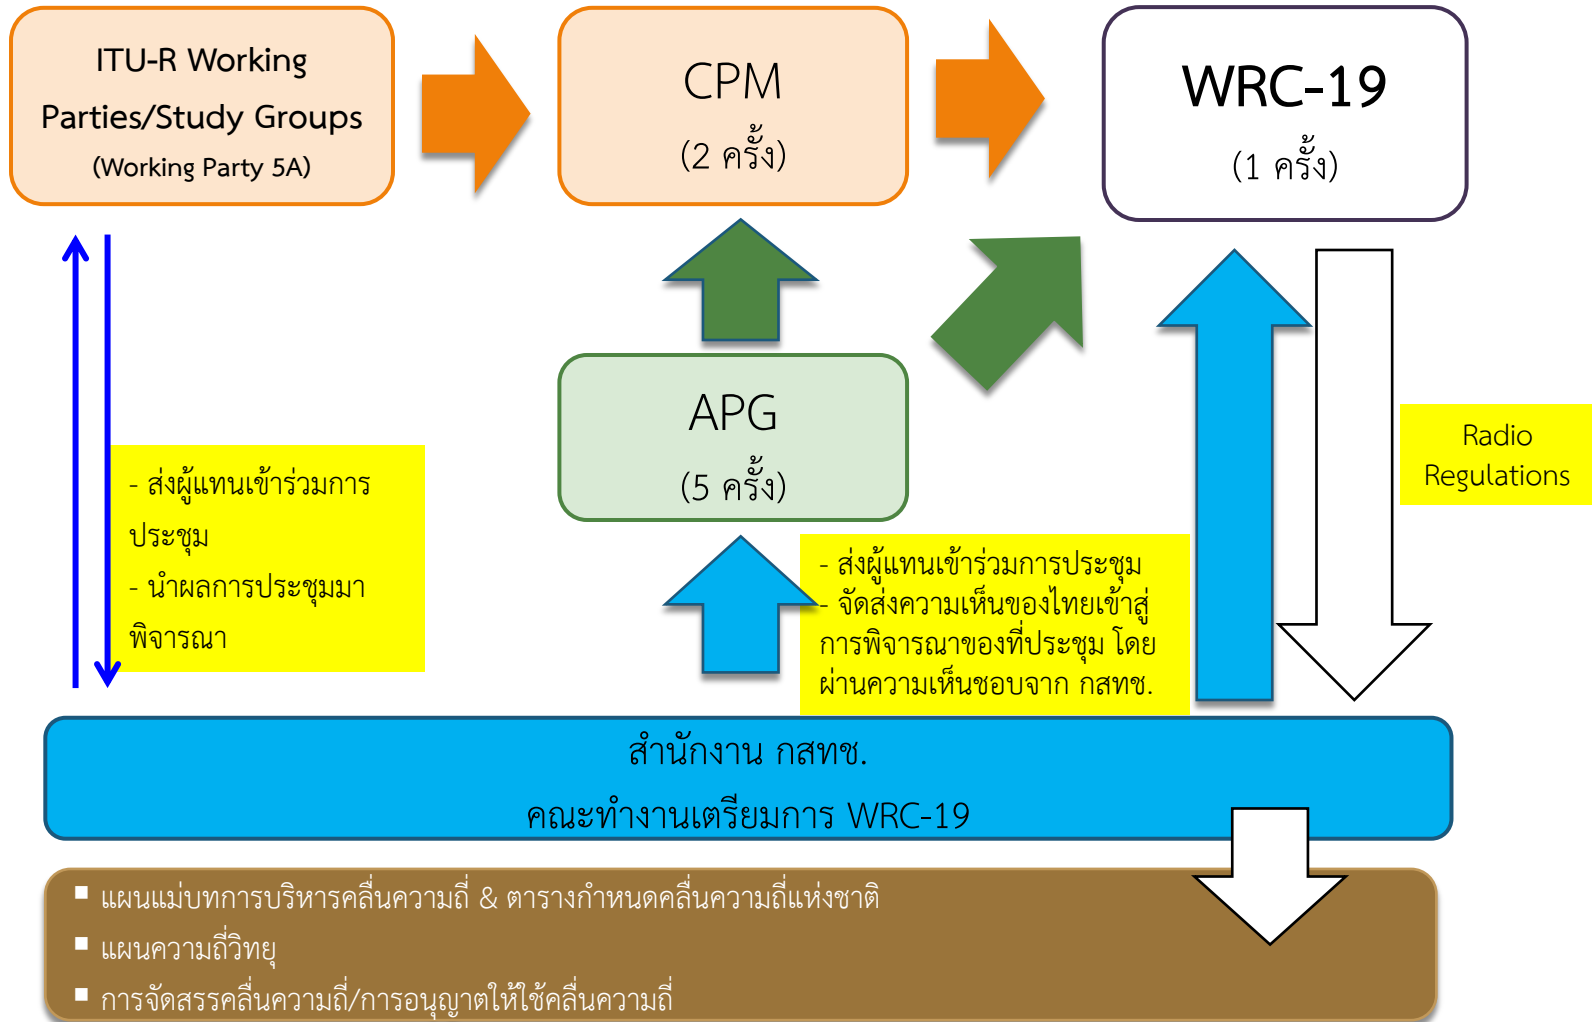 ITU-R Working
Parties/Study Groups
(Working Party 5A)
CPM
(2 ครั้ง)
WRC-19
(1 ครั้ง)
APG
(5 ครั้ง)
Radio
Regulations
- ส่งผู้แทนเข้าร่วมการ
ประชุม
- นำผลการประชุมมา
พิจารณา
- ส่งผู้แทนเข้าร่วมการประชุม
- จัดส่งความเห็นของไทยเข้าสู่
การพิจารณาของที่ประชุม โดย
ผ่านความเห็นชอบจาก กสทช.
สำนักงาน กสทช.
คณะทำงานเตรียมการ WRC-19
▪ แผนแม่บทการบริหารคลื่นความถี่ & ตารางกำหนดคลื่นความถี่แห่งชาติ
▪ แผนความถี่วิทยุ
▪ การจัดสรรคลื่นความถี่/การอนุญาตให้ใช้คลื่นความถี่